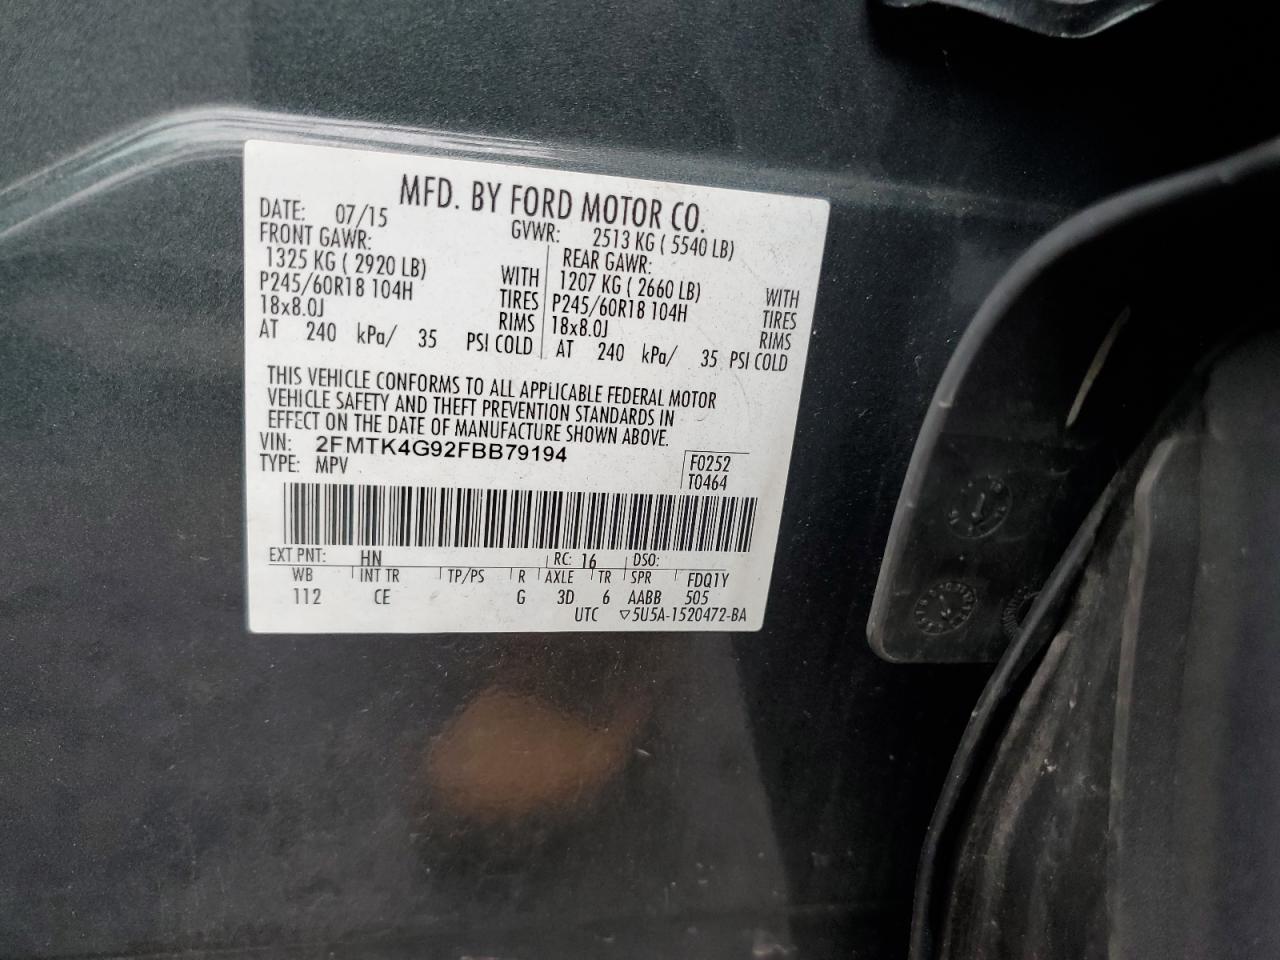 MFD. BY FORD MOTOR CO.
DATE: 07/15 GVWR: 2513 KG ( 5540 LB)
FRONT GAWR: REAR GAWR:
1325 KG ( 2920 LB) WITH 1207 KG ( 2660 LB) WITH
P245/60R18 104H TIRES P245/60R18 104H TIRES
18x8.0J RIMS 18x8.0J RIMS
AT 240 kPa/ 35 PSI COLD AT 240 kPa/ 35 PSI COLD
THIS VEHICLE CONFORMS TO ALL APPLICABLE FEDERAL MOTOR
VEHICLE SAFETY AND THEFT PREVENTION STANDARDS IN
EFFECT ON THE DATE OF MANUFACTURE SHOWN ABOVE.
VIN: 2FMTK4G92FBB79194 F0252
TYPE: MPV T0464
EXT PNT: HN RC: 16 DSO:
WB INT TR TP/PS R AXLE TR SPR FDQ1Y
112 CE G 3D 6 AABB 505
UTC ▽5U5A-1520472-BA